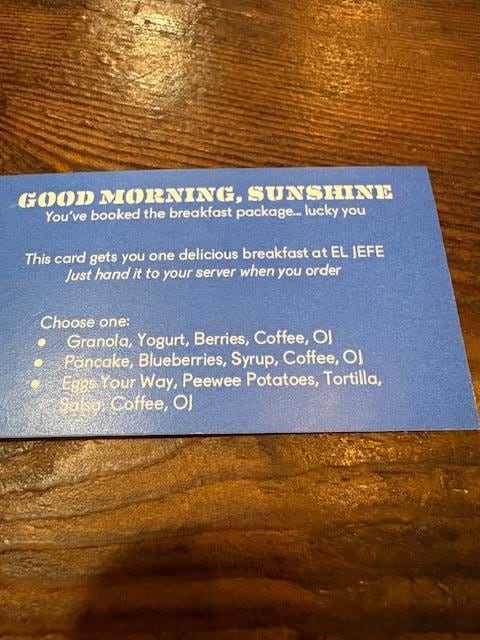 GOOD MORNING, SUNSHINE
You've booked the breakfast package... lucky you
This card gets you one delicious breakfast at EL JEFE
Just hand it to your server when you order
Choose one:
• Granola, Yogurt, Berries, Coffee, OJ
• Pancake, Blueberries, Syrup, Coffee, OJ
• Eggs Your Way, Peewee Potatoes, Tortilla,
Salsa, Coffee, OJ